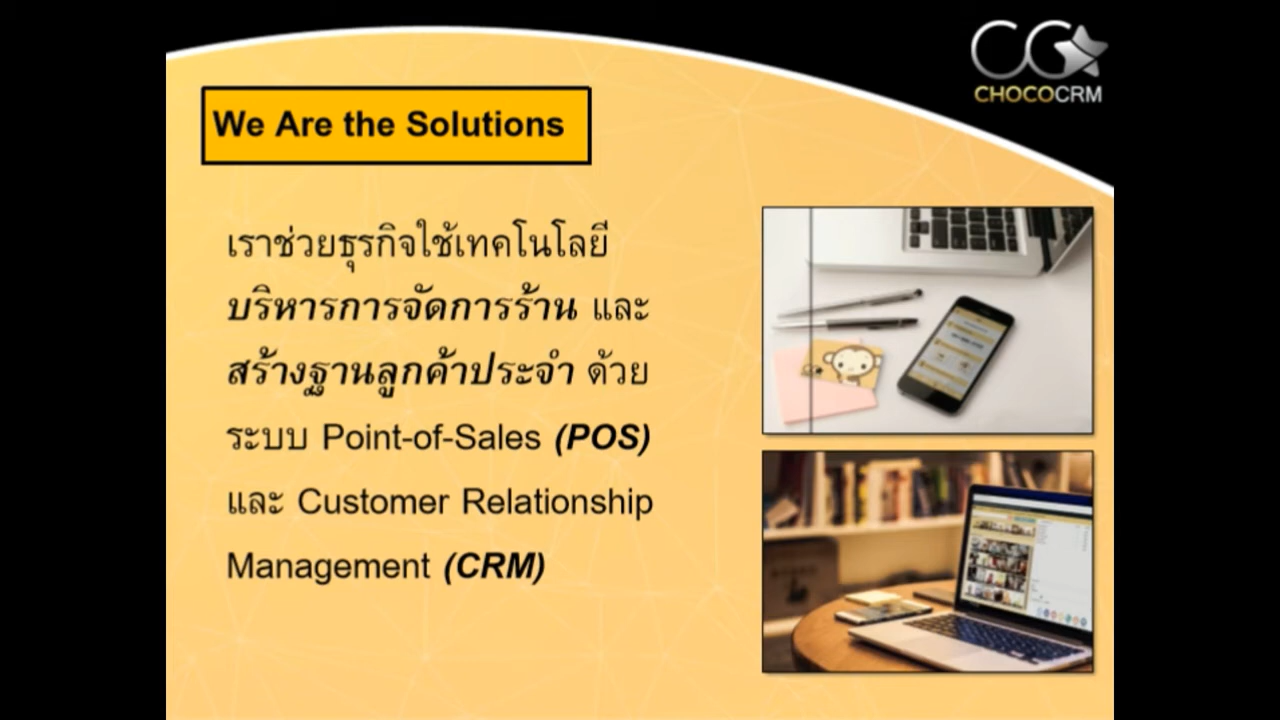 CHOCOCRM
We Are the Solutions
เราช่วยธุรกิจใช้เทคโนโลยี
บริหารการจัดการร้าน และ
สร้างฐานลูกค้าประจำ ด้วย
ระบบ Point-of-Sales (POS)
และ Customer Relationship
Management (CRM)